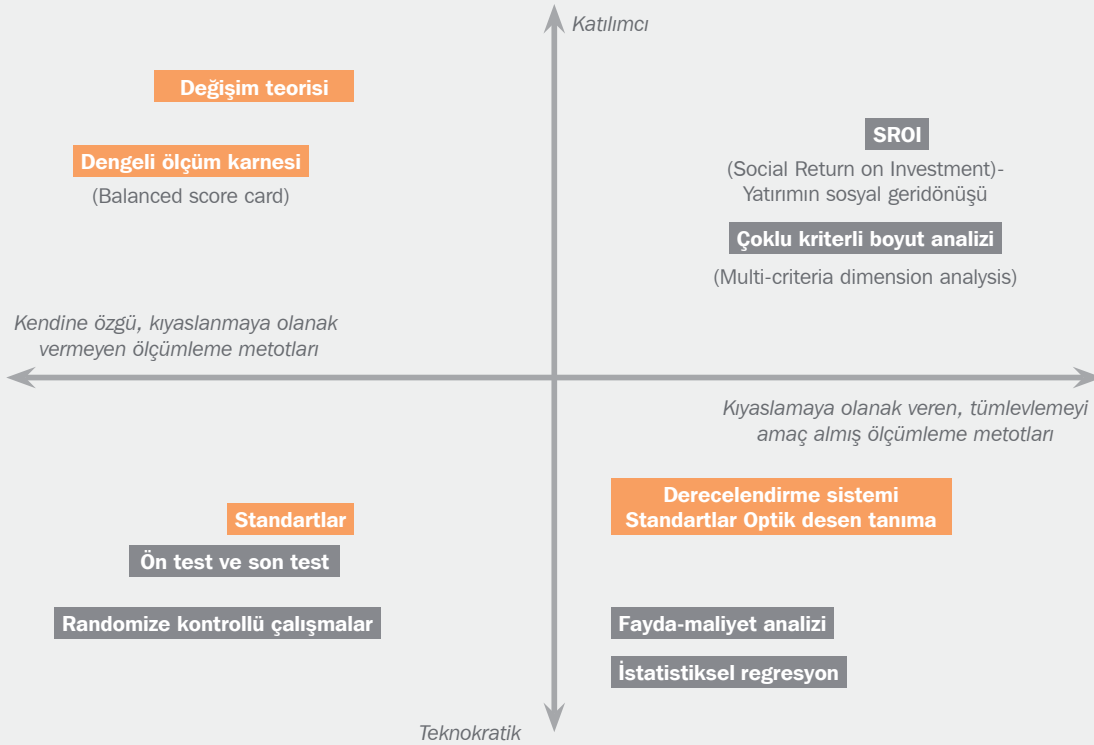 Katılımcı
Değişim teorisi
Dengeli ölçüm karnesi
(Balanced score card)
SROI
(Social Return on Investment)-
Yatırımın sosyal geridönüşü
Çoklu kriterli boyut analizi
(Multi-criteria dimension analysis)
Kendine özgü, kıyaslanmaya olanak
vermeyen ölçümleme metotları
Kıyaslamaya olanak veren, tümlevlemeyi
amaç almış ölçümleme metotları
Standartlar
Ön test ve son test
Randomize kontrollü çalışmalar
Derecelendirme sistemi
Standartlar Optik desen tanıma
Fayda-maliyet analizi
İstatistiksel regresyon
Teknokratik